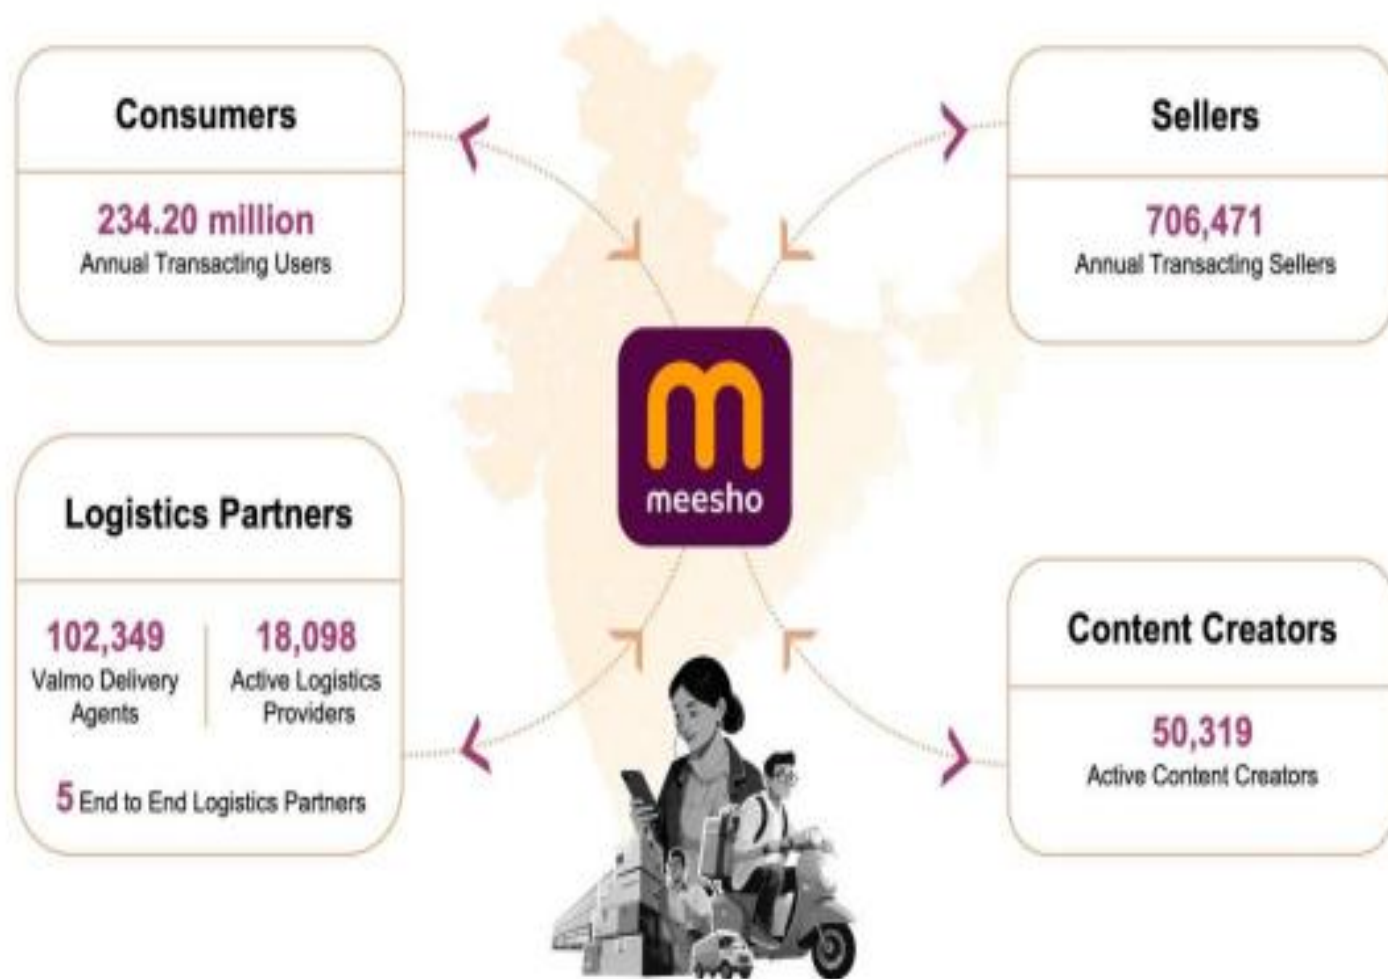 Consumers
234.20 million
Annual Transacting Users
Sellers
706,471
Annual Transacting Sellers
meesho
Logistics Partners
102,349
Valmo Delivery
Agents
18,098
Active Logistics
Providers
5 End to End Logistics Partners
Content Creators
50,319
Active Content Creators